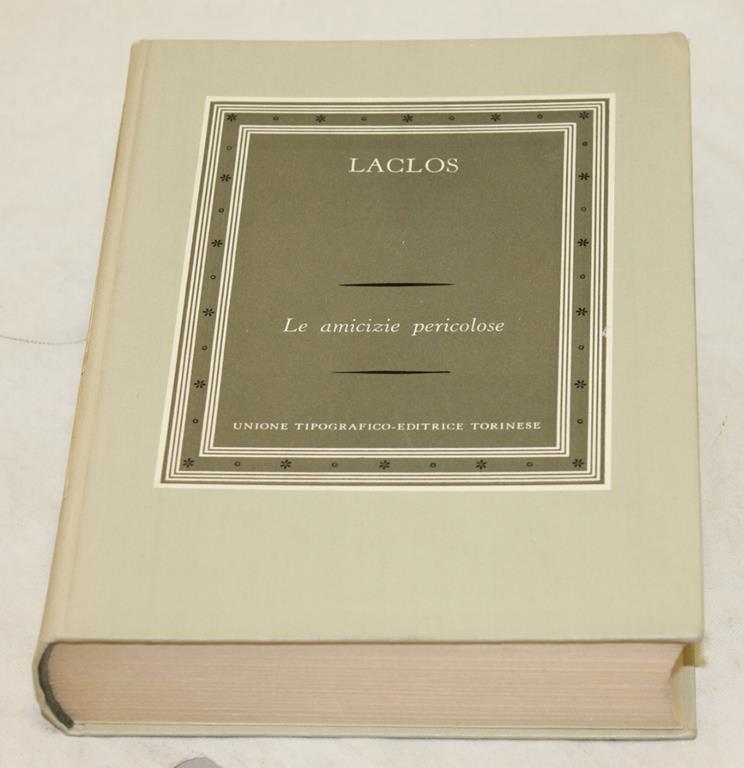 LACLOS
Le amicizie pericolose
UNIONE TIPOGRAFICO-EDITRICE TORINESE